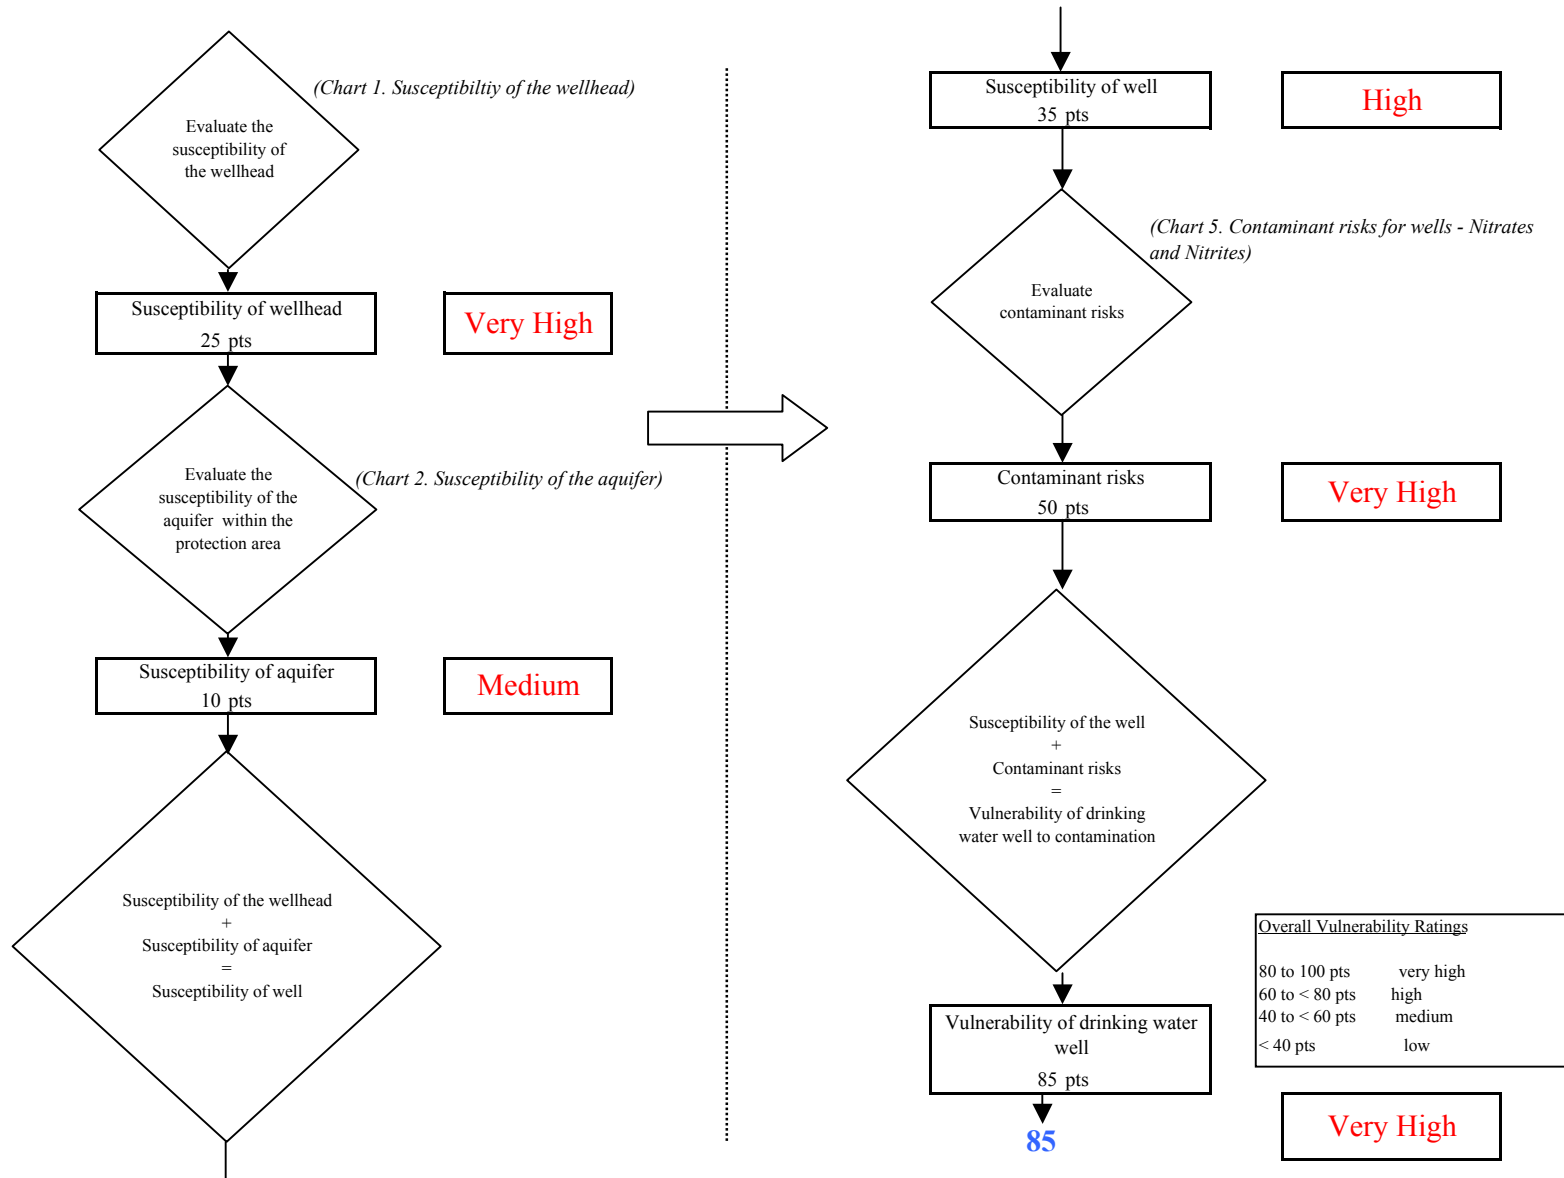 (Chart 1. Susceptibiltiy of the wellhead)
Evaluate the
susceptibility of
the wellhead
Susceptibility of wellhead
25 pts
Very High
Evaluate the
susceptibility of the
aquifer within the
protection area
(Chart 2. Susceptibility of the aquifer)
Susceptibility of aquifer
10 pts
Medium
Susceptibility of the wellhead
+
Susceptibility of aquifer
=
Susceptibility of well
Susceptibility of well
35 pts
High
(Chart 5. Contaminant risks for wells - Nitrates
and Nitrites)
Evaluate
contaminant risks
Contaminant risks
50 pts
Very High
Susceptibility of the well
+
Contaminant risks
=
Vulnerability of drinking
water well to contamination
Overall Vulnerability Ratings
80 to 100 pts very high
60 to < 80 pts high
40 to < 60 pts medium
< 40 pts low
Vulnerability of drinking water
well
85 pts
85
Very High